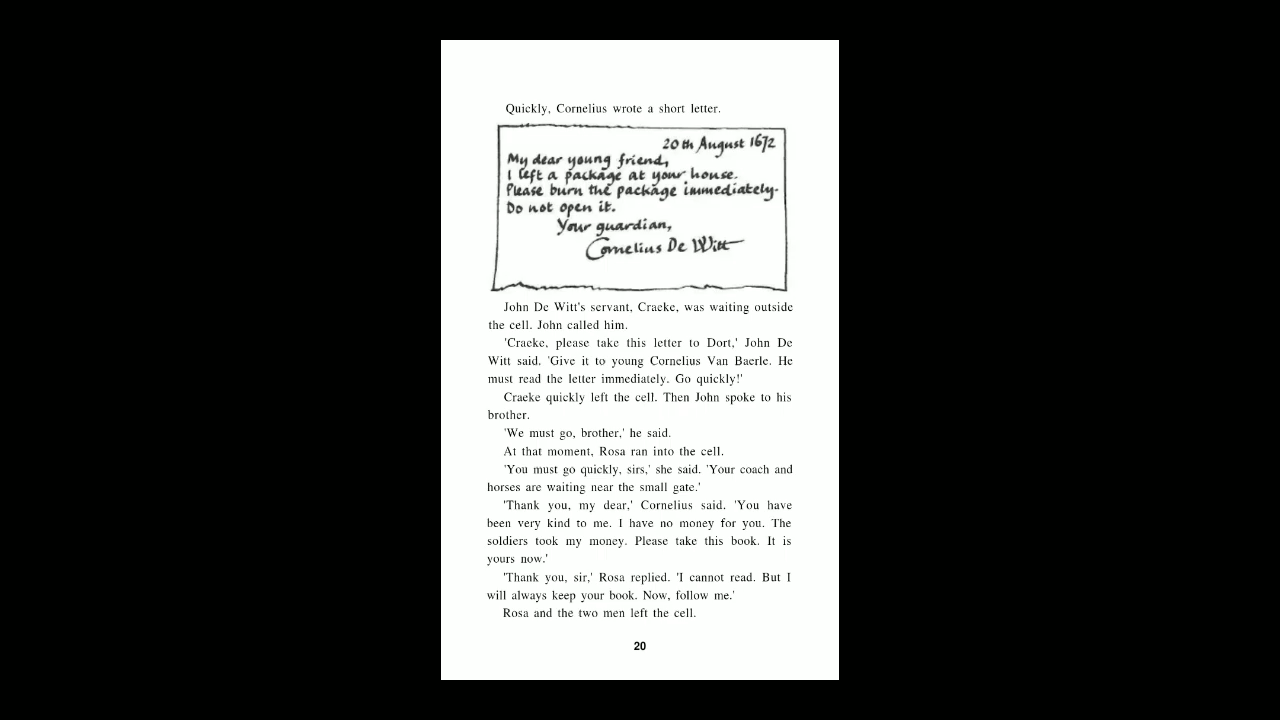 Quickly, Cornelius wrote a short letter.
20th August 1672
My dear young friend,
I left a package at your house.
Please burn the package immediately.
Do not open it.
Your guardian,
Cornelius De Witt
John De Witt's servant, Craeke, was waiting outside
the cell. John called him.
'Craeke, please take this letter to Dort,' John De
Witt said. 'Give it to young Cornelius Van Baerle. He
must read the letter immediately. Go quickly!'
Craeke quickly left the cell. Then John spoke to his
brother.
'We must go, brother,' he said.
At that moment, Rosa ran into the cell.
'You must go quickly, sirs,' she said. 'Your coach and
horses are waiting near the small gate.'
'Thank you, my dear,' Cornelius said. 'You have
been very kind to me. I have no money for you. The
soldiers took my money. Please take this book. It is
yours now.'
'Thank you, sir,' Rosa replied. 'I cannot read. But I
will always keep your book. Now, follow me.'
Rosa and the two men left the cell.
20